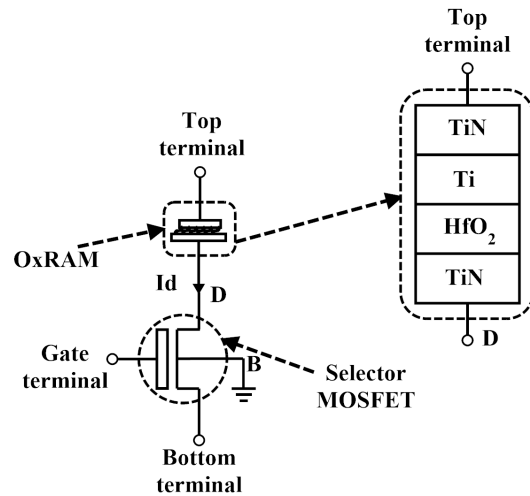 Top
terminal
TiN
Ti
HfO2
TiN
D
Top
terminal
OxRAM
Id
D
Gate
terminal
B
Selector
MOSFET
Bottom
terminal